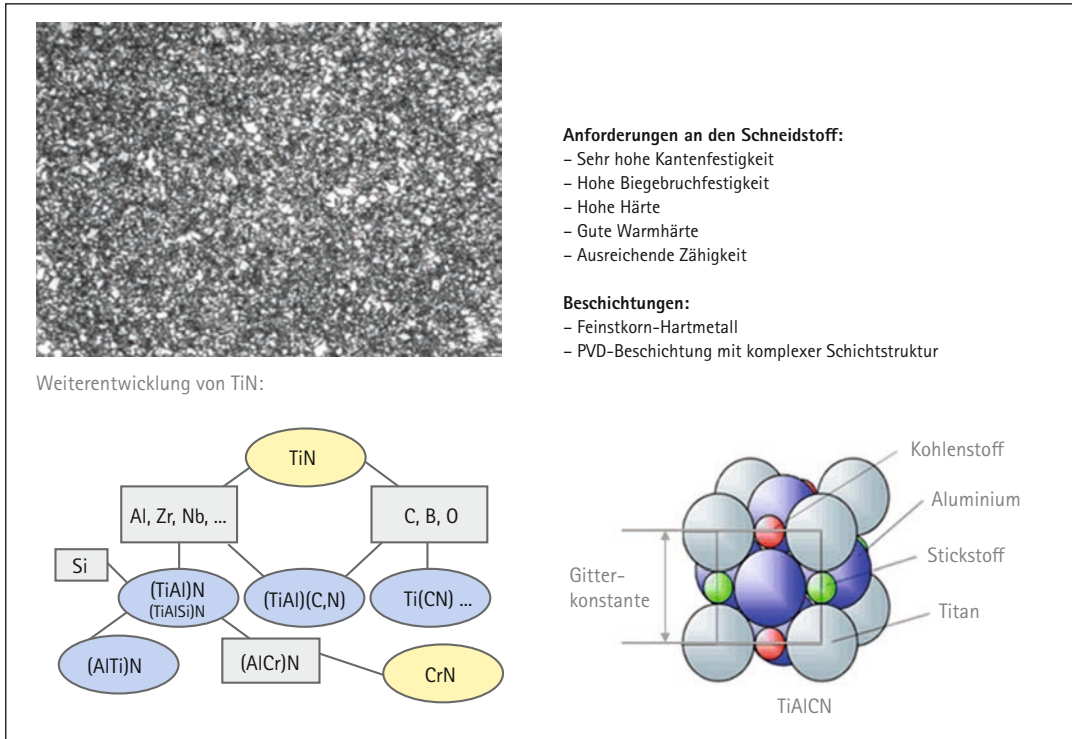 Anforderungen an den Schneidstoff:
– Sehr hohe Kantenfestigkeit
– Hohe Biegebruchfestigkeit
– Hohe Härte
– Gute Warmhärte
– Ausreichende Zähigkeit
Beschichtungen:
– Feinstkorn-Hartmetall
– PVD-Beschichtung mit komplexer Schichtstruktur
Weiterentwicklung von TiN:
TiN
Al, Zr, Nb, ...
C, B, O
Si
(TiAl)N
(TiAlSi)N
(TiAl)(C,N)
Ti(CN) ...
(AlTi)N
(AlCr)N
CrN
Kohlenstoff
Aluminium
Stickstoff
Gitter-
konstante
Titan
TiAlCN